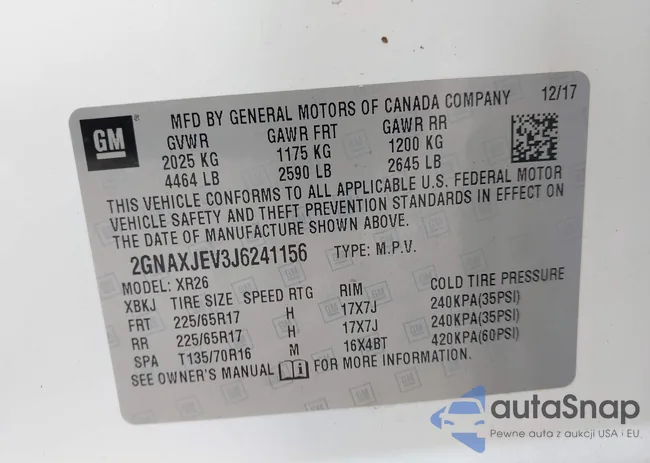 GM
MFD BY GENERAL MOTORS OF CANADA COMPANY 12/17
GVWR GAWR FRT GAWR RR
2025 KG 1175 KG 1200 KG
4464 LB 2590 LB 2645 LB
THIS VEHICLE CONFORMS TO ALL APPLICABLE U.S. FEDERAL MOTOR
VEHICLE SAFETY AND THEFT PREVENTION STANDARDS IN EFFECT ON
THE DATE OF MANUFACTURE SHOWN ABOVE.
2GNAXJEV3J6241156 TYPE: M.P.V.
MODEL: XR26
XBKJ TIRE SIZE SPEED RTG RIM COLD TIRE PRESSURE
FRT 225/65R17 H 17X7J 240KPA(35PSI)
RR 225/65R17 H 17X7J 240KPA(35PSI)
SPA T135/70R16 M 16X4BT 420KPA(60PSI)
SEE OWNER'S MANUAL FOR MORE INFORMATION.
autaSnap
Pewne auta z aukcji USA i EU